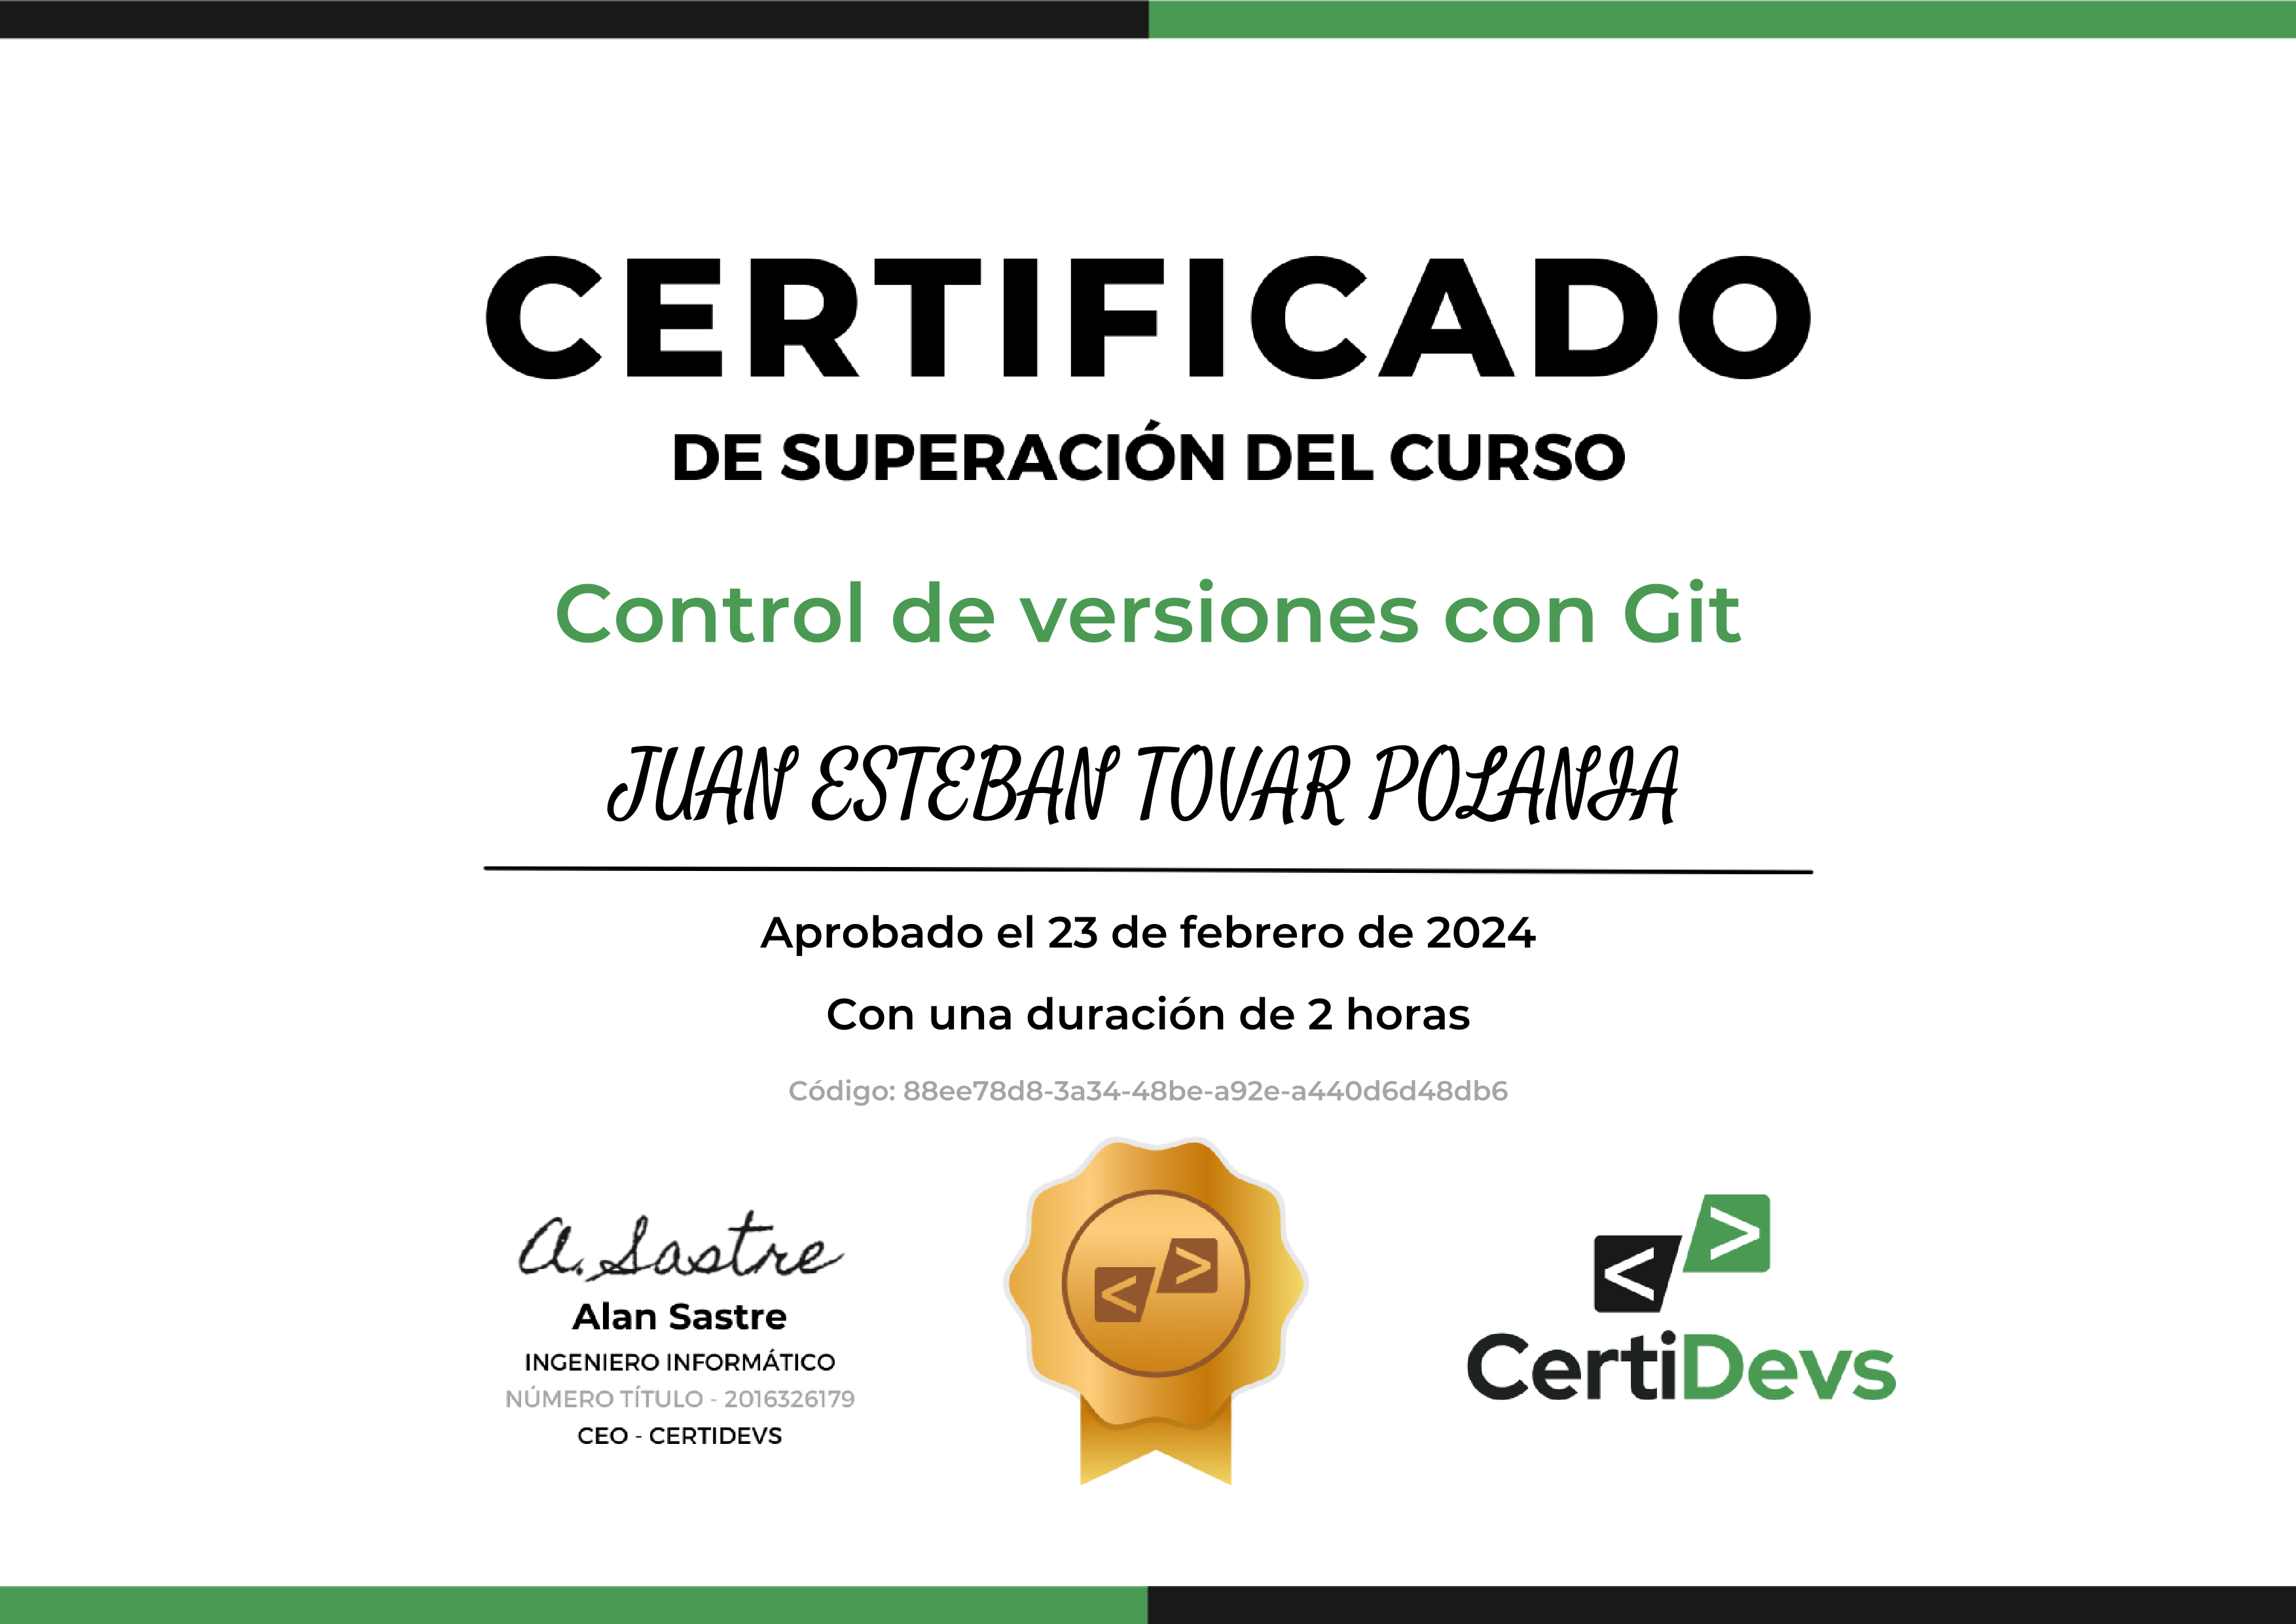 CERTIFICADO
DE SUPERACIÓN DEL CURSO
Control de versiones con Git
JUAN ESTEBAN TOVAR POLANIA
Aprobado el 23 de febrero de 2024
Con una duración de 2 horas
Código: 88ee78d8-3a34-48be-a92e-a440d6d48db6
A. Sastre
Alan Sastre
INGENIERO INFORMÁTICO
NÚMERO TÍTULO - 2016326179
CEO - CERTIDEVS
< >
< >
CertiDevs